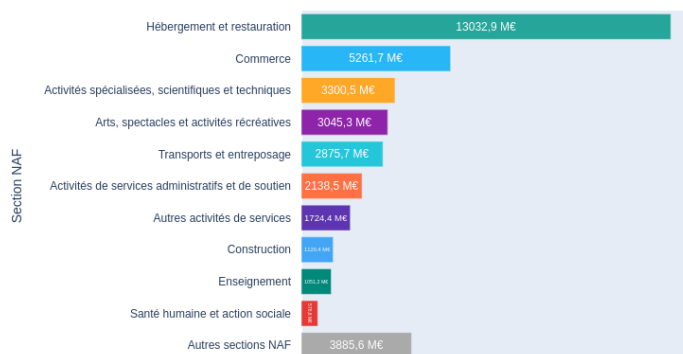 Section NAF
Hébergement et restauration 13032,9 M€
Commerce 5261,7 M€
Activités spécialisées, scientifiques et techniques 3300,5 M€
Arts, spectacles et activités récréatives 3045,3 M€
Transports et entreposage 2875,7 M€
Activités de services administratifs et de soutien 2138,5 M€
Autres activités de services 1724,4 M€
Construction
Enseignement
Santé humaine et action sociale
Autres sections NAF 3885,6 M€